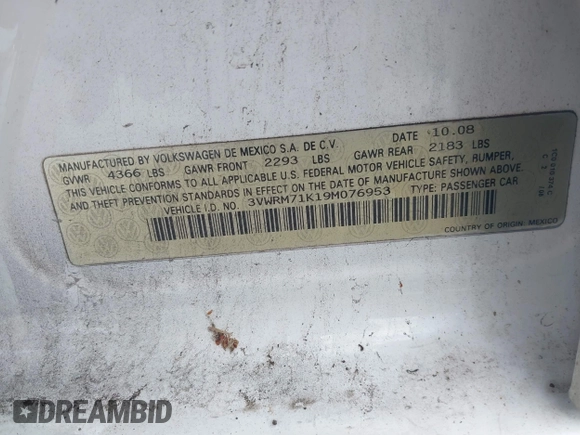 MANUFACTURED BY VOLKSWAGEN DE MEXICO S.A. DE C.V. DATE 10.08
GVWR 4366 LBS GAWR FRONT 2293 LBS GAWR REAR 2183 LBS
THIS VEHICLE CONFORMS TO ALL APPLICABLE U.S. FEDERAL MOTOR VEHICLE SAFETY, BUMPER,
AND THEFT PREVENTION STANDARDS IN EFFECT ON THE DATE OF MANUFACTURE SHOWN ABOVE
VEHICLE I.D. NO. 3VWRM71K19M076953 TYPE: PASSENGER CAR
COUNTRY OF ORIGIN: MEXICO
DREAMBID